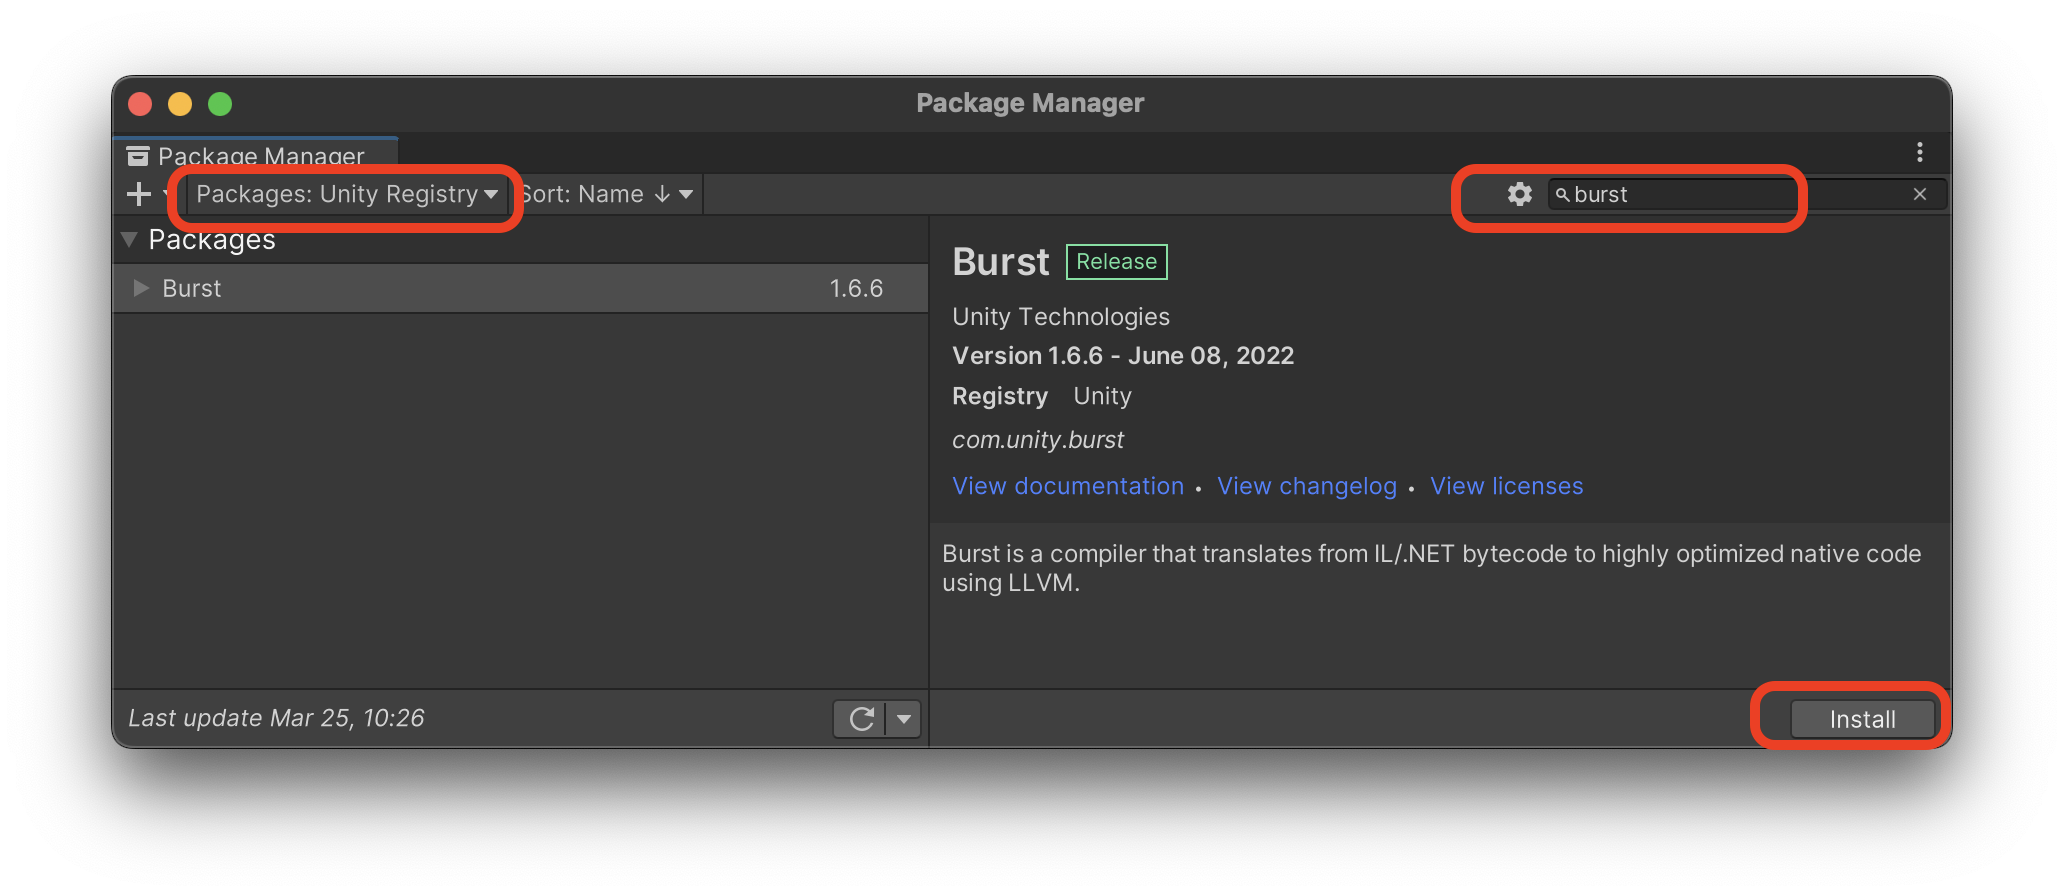 Package Manager
Package Manager
Packages: Unity Registry Sort: Name burst
Packages
Burst 1.6.6
Burst Release
Unity Technologies
Version 1.6.6 - June 08, 2022
Registry Unity
com.unity.burst
View documentation • View changelog • View licenses
Burst is a compiler that translates from IL/.NET bytecode to highly optimized native code
using LLVM.
Last update Mar 25, 10:26
Install